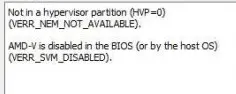 Not in a hypervisor partition (HVP=0)
(VERR_NEM_NOT_AVAILABLE).
AMD-V is disabled in the BIOS (or by the host OS)
(VERR_SVM_DISABLED).